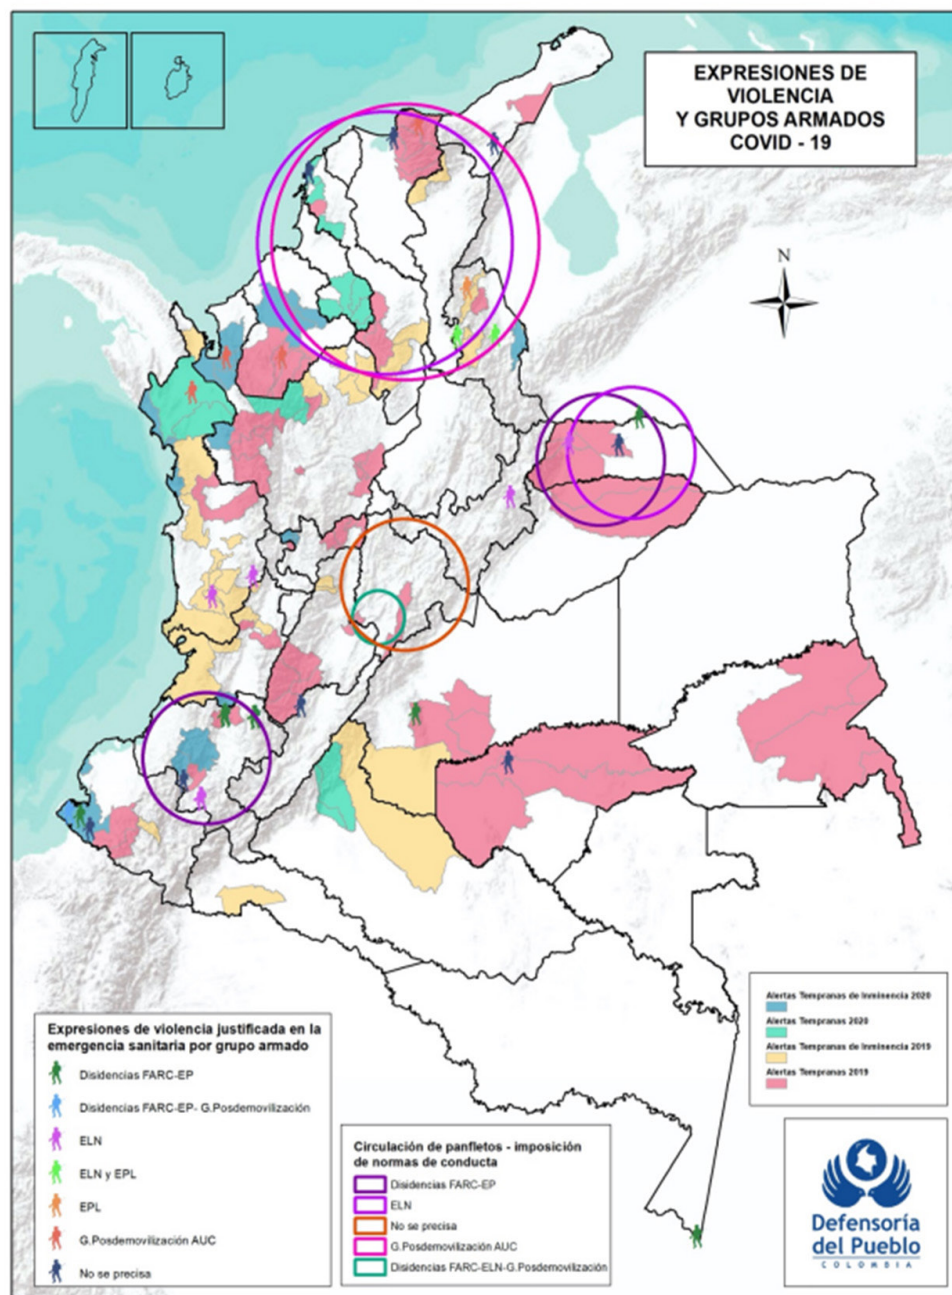 EXPRESIONES DE
VIOLENCIA
Y GRUPOS ARMADOS
COVID - 19
N
Alertas Tempranas de Inminencia 2020
Alertas Tempranas 2020
Alertas Tempranas de Inminencia 2019
Alertas Tempranas 2019
Expresiones de violencia justificada en la
emergencia sanitaria por grupo armado
Disidencias FARC-EP
Disidencias FARC-EP- G.Posdemovilización
ELN
ELN y EPL
EPL
G.Posdemovilización AUC
No se precisa
Circulación de panfletos - imposición
de normas de conducta
Disidencias FARC-EP
ELN
No se precisa
G.Posdemovilización AUC
Disidencias FARC-ELN-G.Posdemovilización
Defensoría
del Pueblo
COLOMBIA